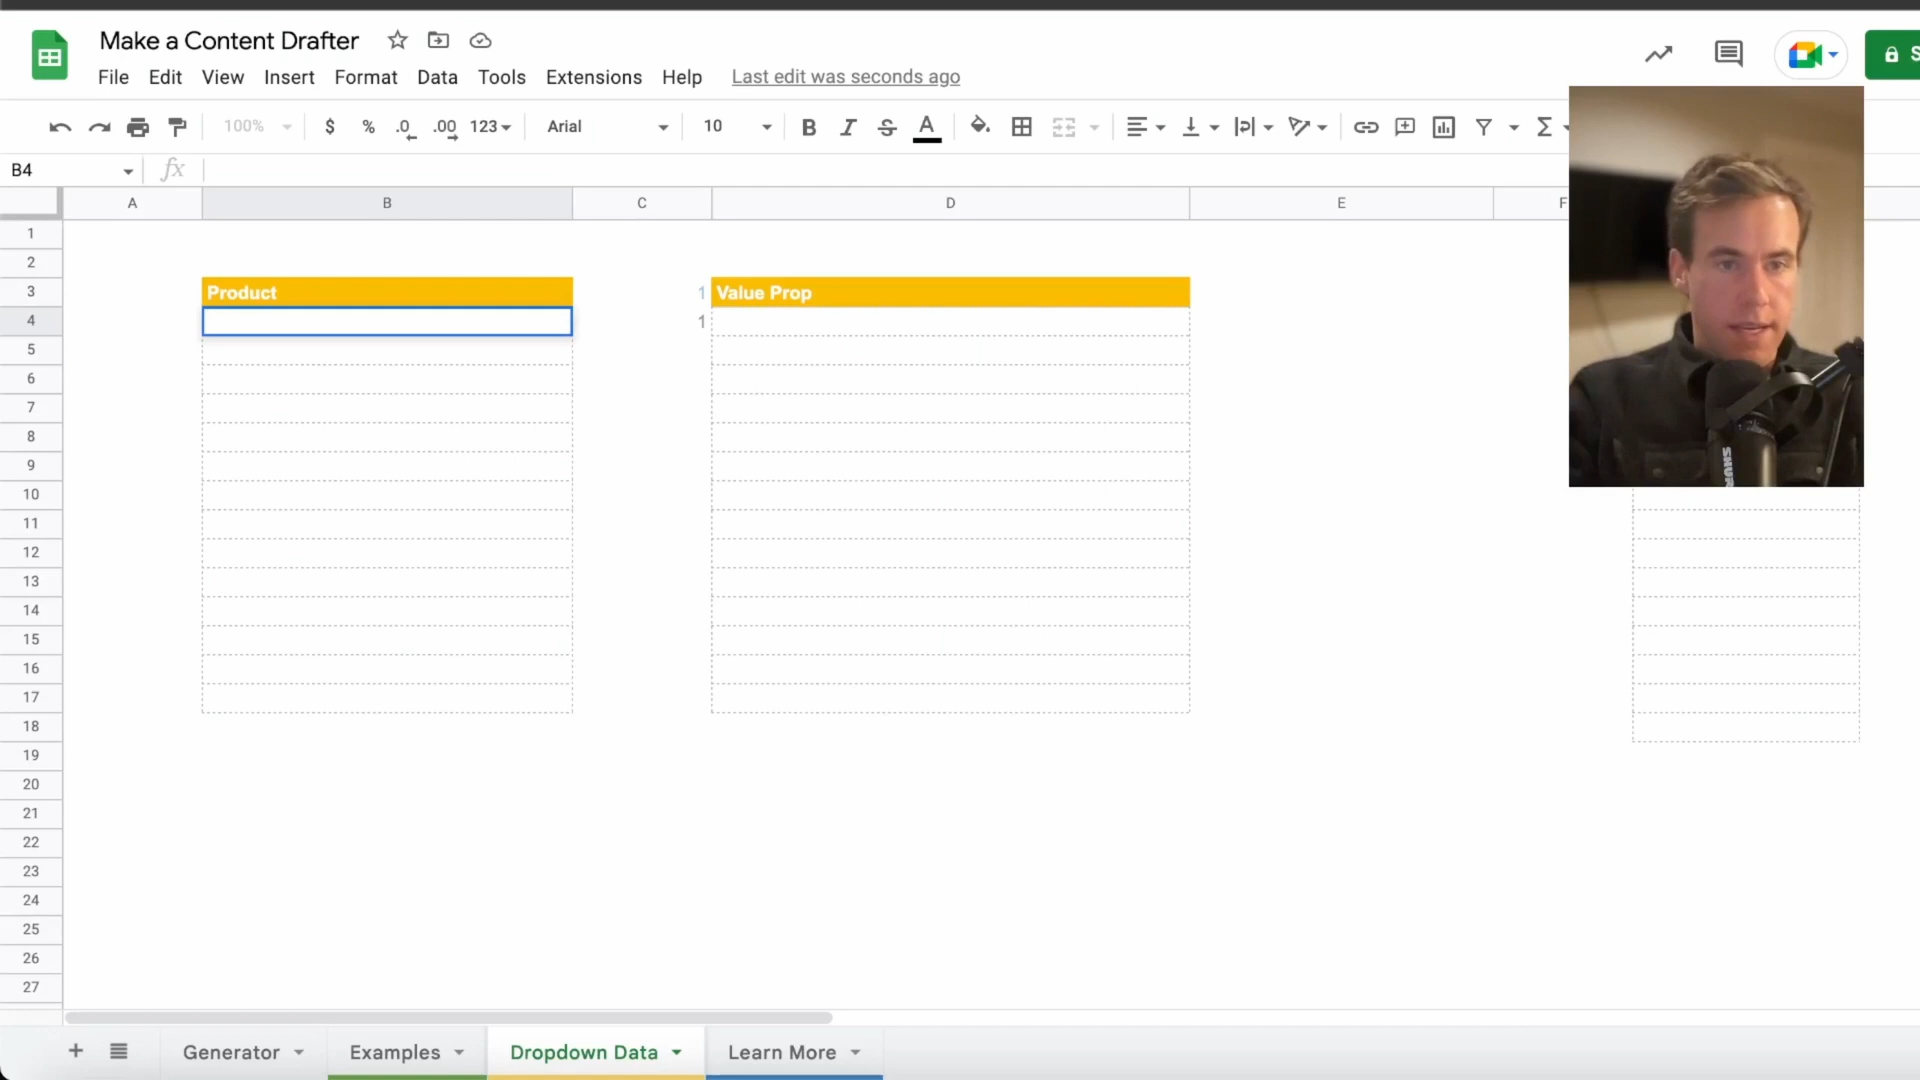 Make a Content Drafter
File Edit View Insert Format Data Tools Extensions Help Last edit was seconds ago
S
100% $ % .0 .00 123 Arial 10 B I S A Σ
B4 fx
A B C D E F
1
2
3 Product 1 Value Prop
4 1
5
6
7
8
9
10
11
12
13
14
15
16
17
18
19
20
21
22
23
24
25
26
27
SHUR
+ Generator Examples Dropdown Data Learn More